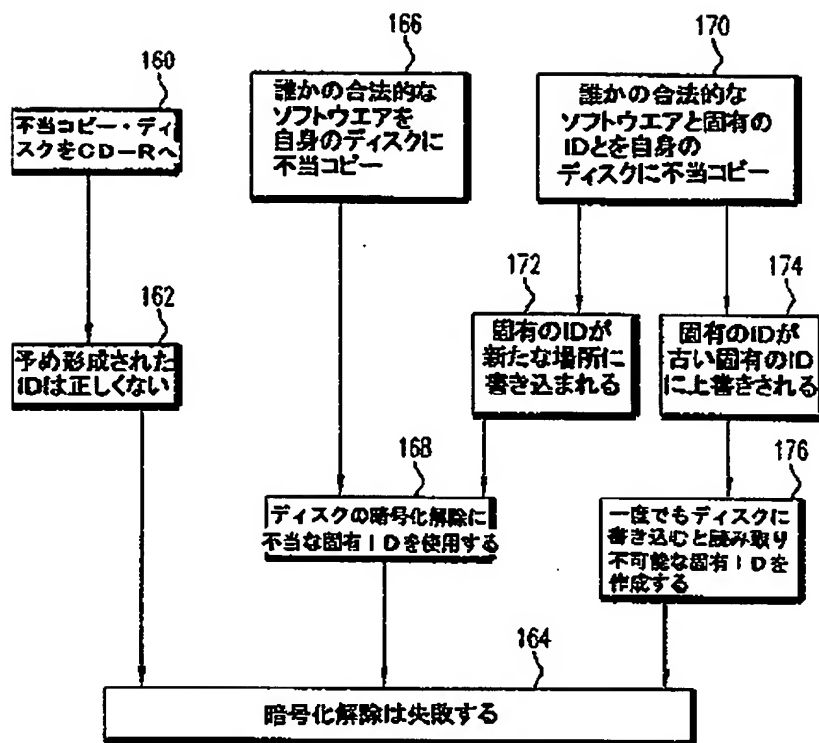 160
不当コピー・ディ
スクをCD-Rへ
166
誰かの合法的な
ソフトウエアを
自身のディスクに
不当コピー
170
誰かの合法的な
ソフトウエアと固有の
IDとを自身の
ディスクに不当コピー
162
予め形成された
IDは正しくない
172
固有のIDが
新たな場所に
書き込まれる
174
固有のIDが
古い固有のID
に上書きされる
168
ディスクの暗号化解除に
不当な固有IDを使用する
176
一度でもディスクに
書き込むと読み取り
不可能な固有IDを
作成する
164
暗号化解除は失敗する